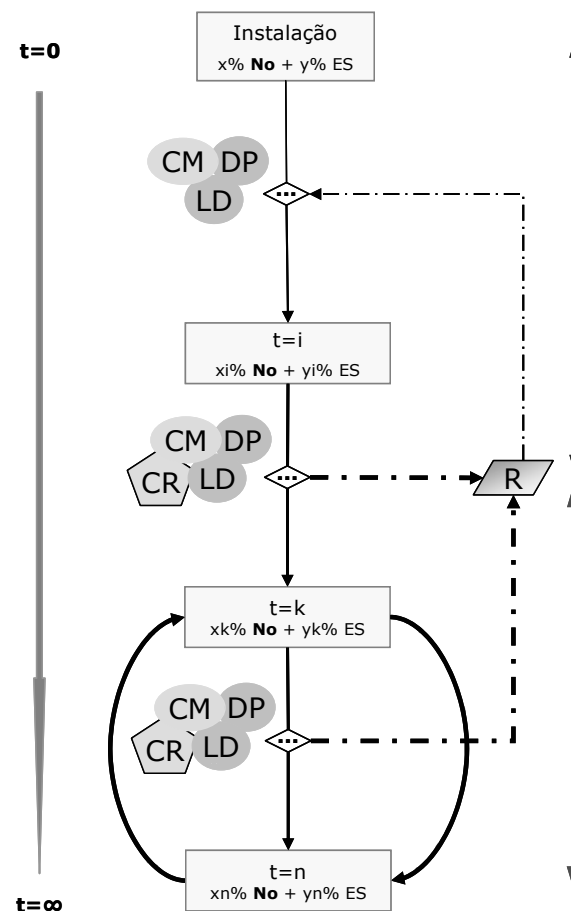 Instalação
t=0
x% No + y% ES
CM DP
LD
...
t=i
xi% No + yi% ES
CM DP
CR LD
...
R
t=k
xk% No + yk% ES
CM DP
CR LD
...
t=n
xn% No + yn% ES
t=∞